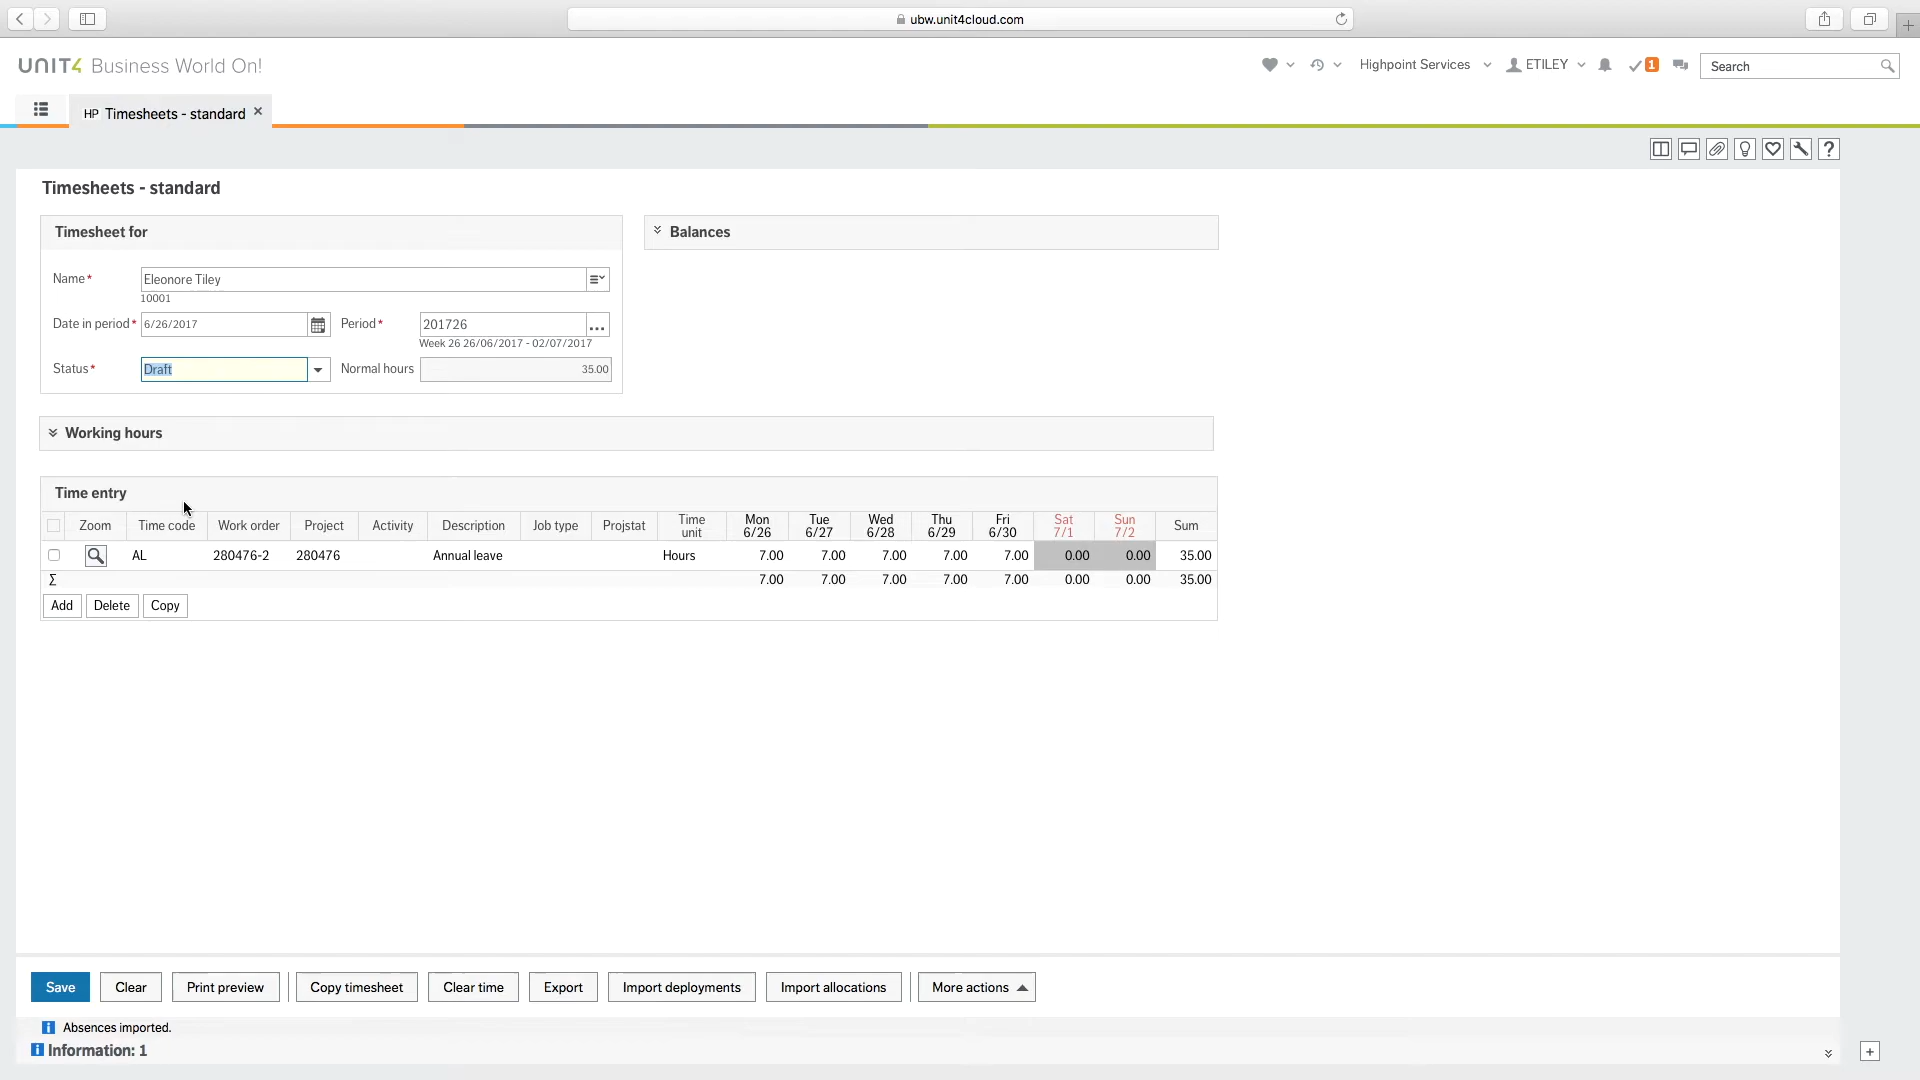 ubw.unit4cloud.com
UNIT4 Business World On!
Highpoint Services
ETILEY
1
Search
HP Timesheets - standard
Timesheets - standard
Timesheet for
Balances
Name*
Eleonore Tiley
10001
Date in period*
6/26/2017
Period*
201726
Week 26 26/06/2017 - 02/07/2017
Status*
Draft
Normal hours
35.00
Working hours
Time entry
Zoom Time code Work order Project Activity Description Job type Projstat Time unit Mon 6/26 Tue 6/27 Wed 6/28 Thu 6/29 Fri 6/30 Sat 7/1 Sun 7/2 Sum
AL 280476-2 280476 Annual leave Hours 7.00 7.00 7.00 7.00 7.00 0.00 0.00 35.00
Σ 7.00 7.00 7.00 7.00 7.00 0.00 0.00 35.00
Add Delete Copy
Save Clear Print preview Copy timesheet Clear time Export Import deployments Import allocations More actions
Absences imported.
Information: 1